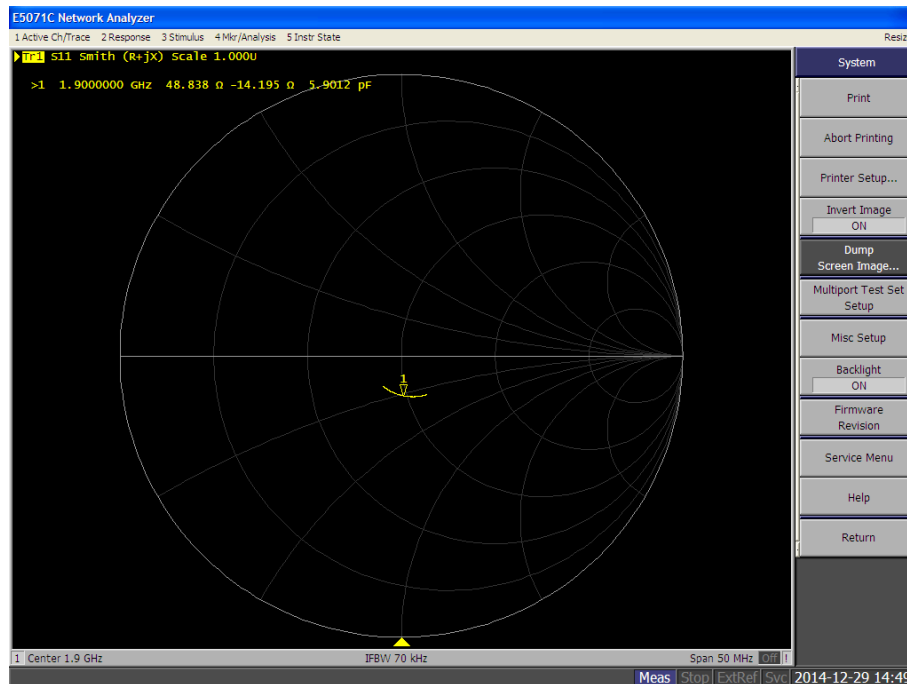 E5071C Network Analyzer
1 Active Ch/Trace 2 Response 3 Stimulus 4 Mkr/Analysis 5 Instr State
Tr1 S11 Smith (R+jX) Scale 1.000U
>1 1.9000000 GHz 48.838 Ω -14.195 Ω 5.9012 pF
1
1 Center 1.9 GHz IFBW 70 kHz Span 50 MHz Off !
Resiz
System
Print
Abort Printing
Printer Setup...
Invert Image
ON
Dump
Screen Image...
Multiport Test Set
Setup
Misc Setup
Backlight
ON
Firmware
Revision
Service Menu
Help
Return
Meas Stop ExtRef Svc 2014-12-29 14:49